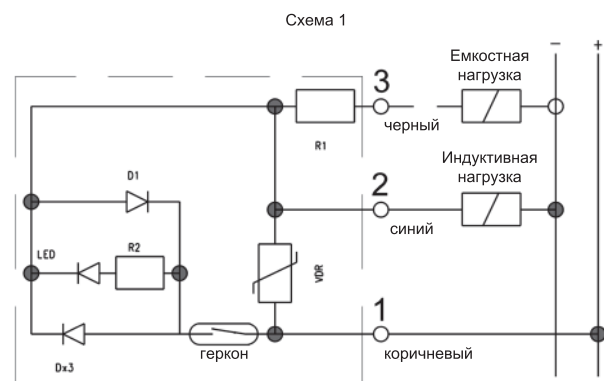 Схема 1
− +
Емкостная
нагрузка
3
черный
R1
Индуктивная
нагрузка
D1
2
синий
LED
R2
VDR
1
геркон
коричневый
Dx3